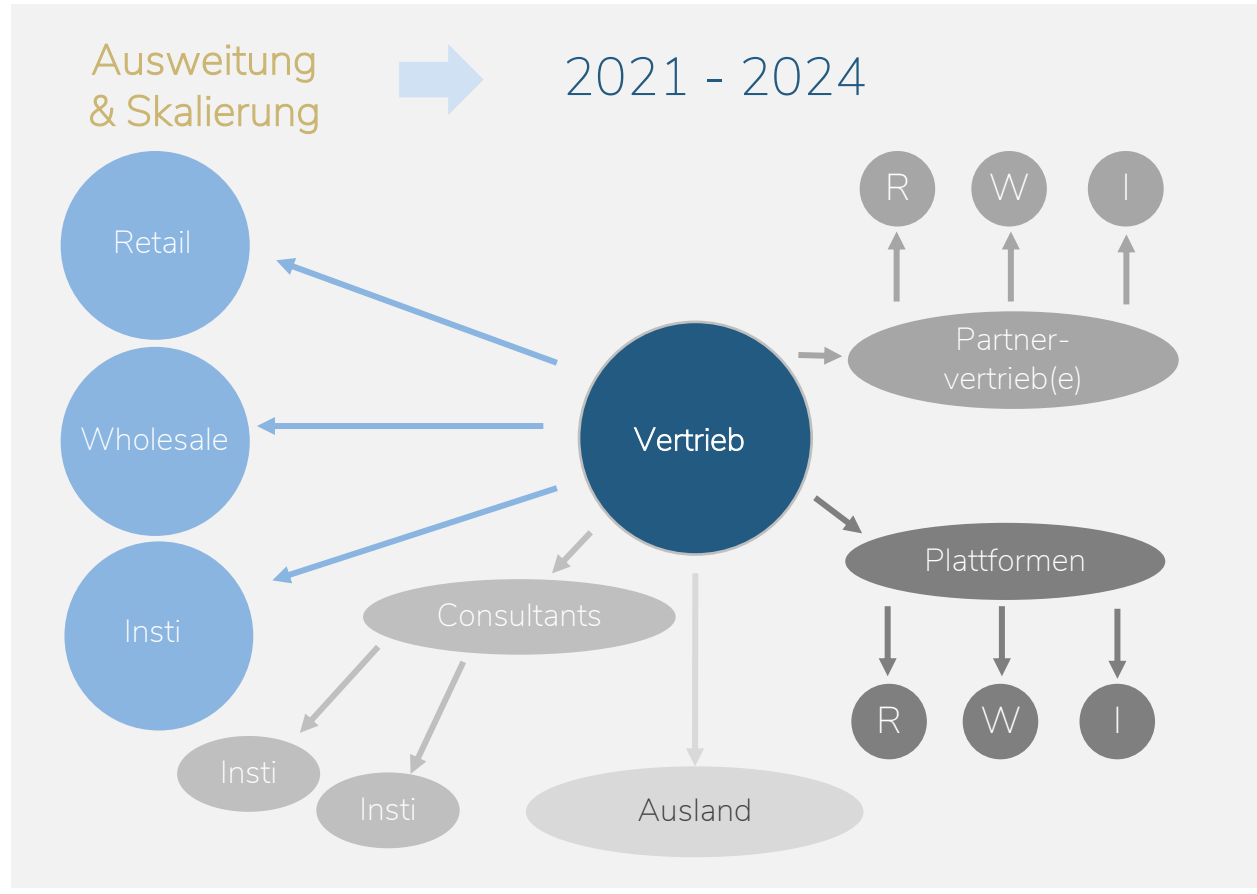 Ausweitung
& Skalierung
2021 - 2024
Retail
Wholesale
Insti
Vertrieb
R
W
I
Partner-
vertrieb(e)
Plattformen
R
W
I
Consultants
Insti
Insti
Ausland